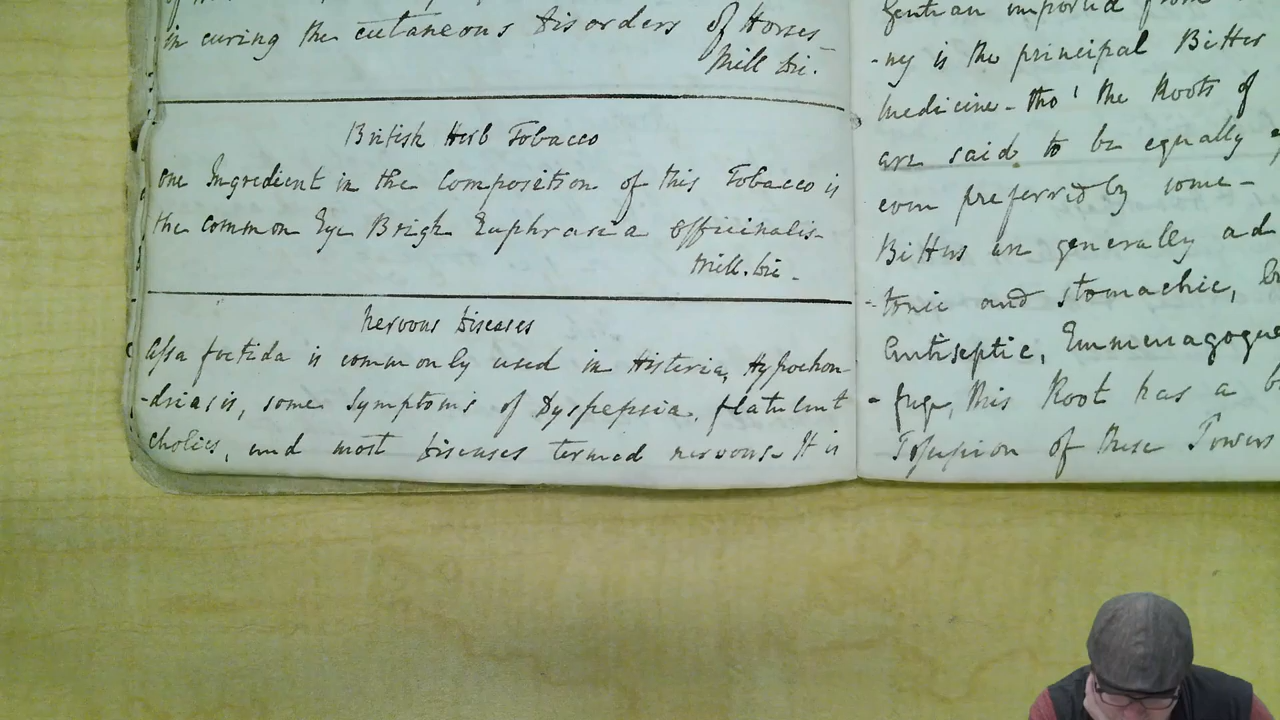 in curing the cutaneous Disorders of Horses
Mill Dic.
British Herb Tobacco
one Ingredient in the Composition of this Tobacco is
the common Eye Brigh Euphrasia officinalis-
Mill. Dic -
Nervous Diseases
Assa foetida is commonly used in Histeria, Hypochon-
-driasis, some Symptoms of Dyspepsia, flatulent
cholics, and most Diseases termed nervous- It is
Gentian imported from
-ny is the principal Bitter
Medicine - tho' the Roots of
are said to be equally
even preferred by some -
Bitters are generally ad
-tonic and stomachic,
Antiseptic, Emmenagogue
- fuge, this Root has a b
of these Powers